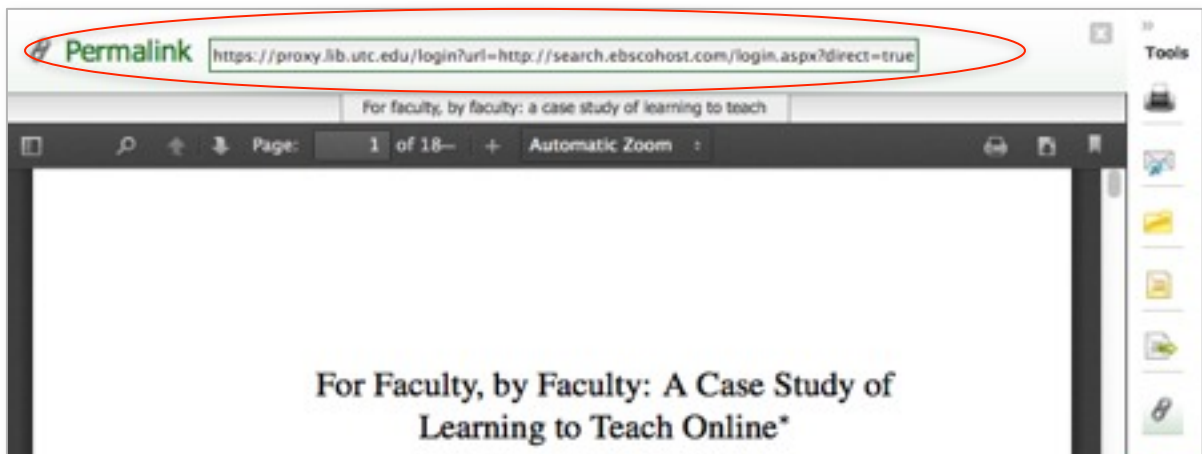 Permalink https://proxy.lib.utc.edu/login?url=http://search.ebscohost.com/login.aspx?direct=true
Tools
For faculty, by faculty: a case study of learning to teach
Page: 1 of 18 — + Automatic Zoom
For Faculty, by Faculty: A Case Study of
Learning to Teach Online*